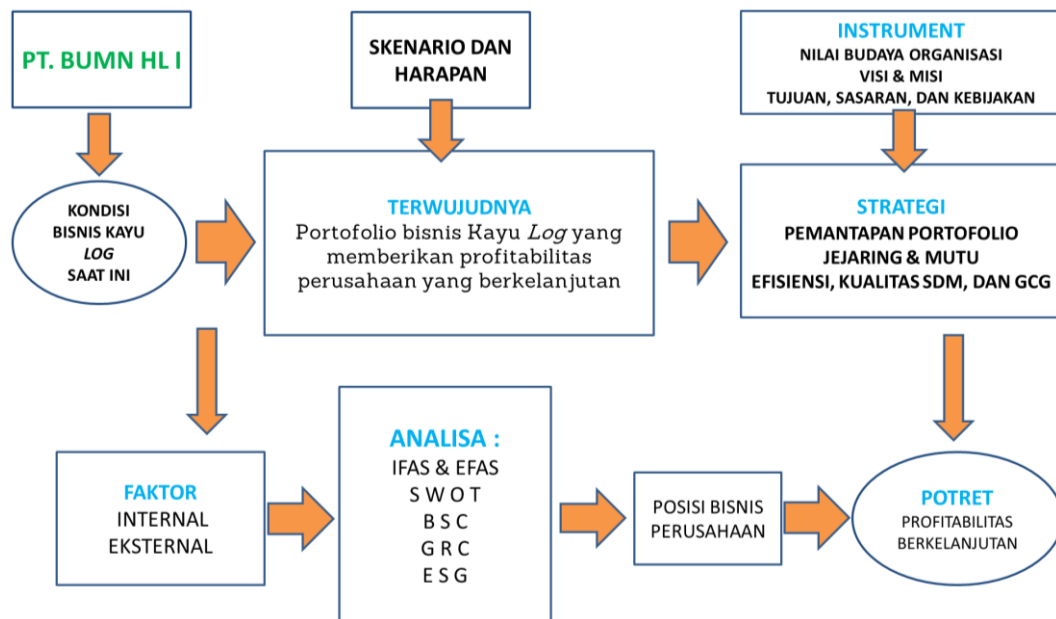 PT. BUMN HL I
SKENARIO DAN
HARAPAN
INSTRUMENT
NILAI BUDAYA ORGANISASI
VISI & MISI
TUJUAN, SASARAN, DAN KEBIJAKAN
KONDISI
BISNIS KAYU
LOG
SAAT INI
TERWUJUDNYA
Portofolio bisnis Kayu Log yang
memberikan profitabilitas
perusahaan yang berkelanjutan
STRATEGI
PEMANTAPAN PORTOFOLIO
JEJARING & MUTU
EFISIENSI, KUALITAS SDM, DAN GCG
FAKTOR
INTERNAL
EKSTERNAL
ANALISA :
IFAS & EFAS
S W O T
B S C
G R C
E S G
POSISI BISNIS
PERUSAHAAN
POTRET
PROFITABILITAS
BERKELANJUTAN